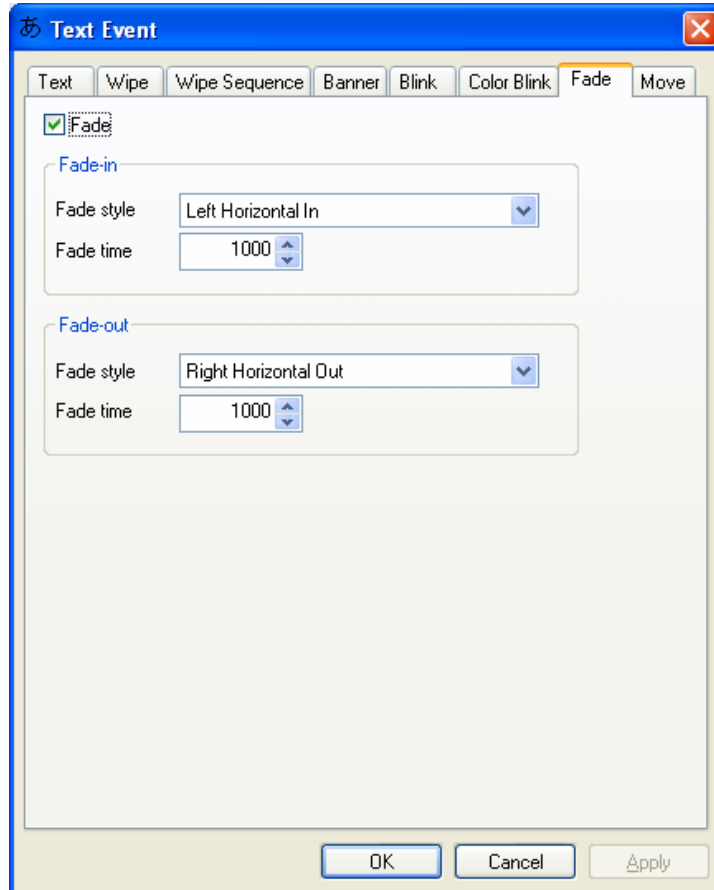 あ Text Event
Text Wipe Wipe Sequence Banner Blink Color Blink Fade Move
Fade
Fade-in
Fade style Left Horizontal In
Fade time 1000
Fade-out
Fade style Right Horizontal Out
Fade time 1000
OK Cancel Apply